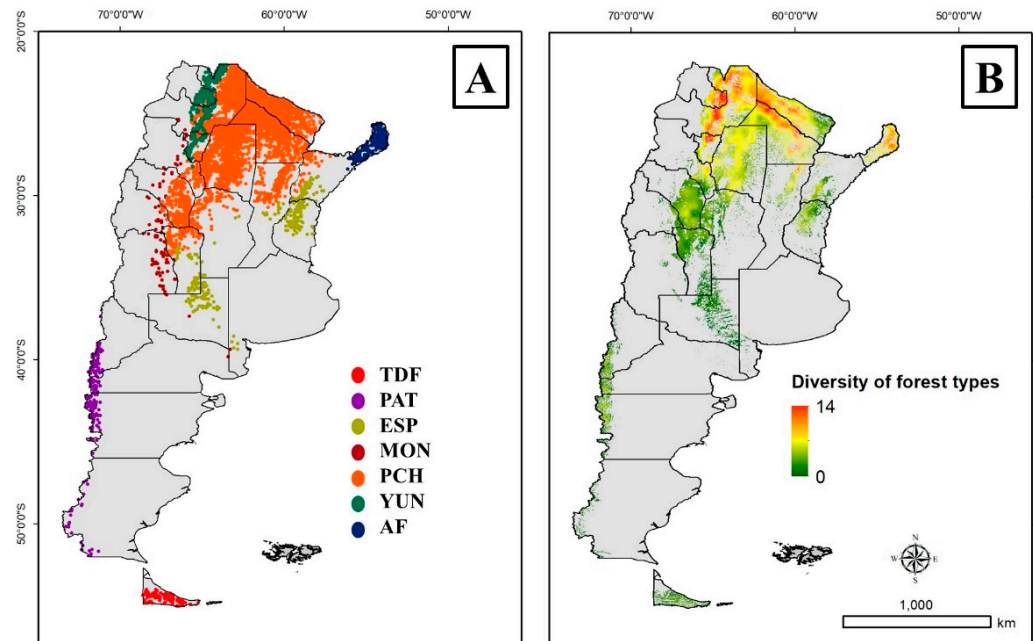 70°0'0"W 60°0'0"W 50°0'0"W
20°0'0"S
30°0'0"S
40°0'0"S
50°0'0"S
A
TDF
PAT
ESP
MON
PCH
YUN
AF
70°0'0"W 60°0'0"W 50°0'0"W
B
Diversity of forest types
14
0
N
W E
S
1,000
km